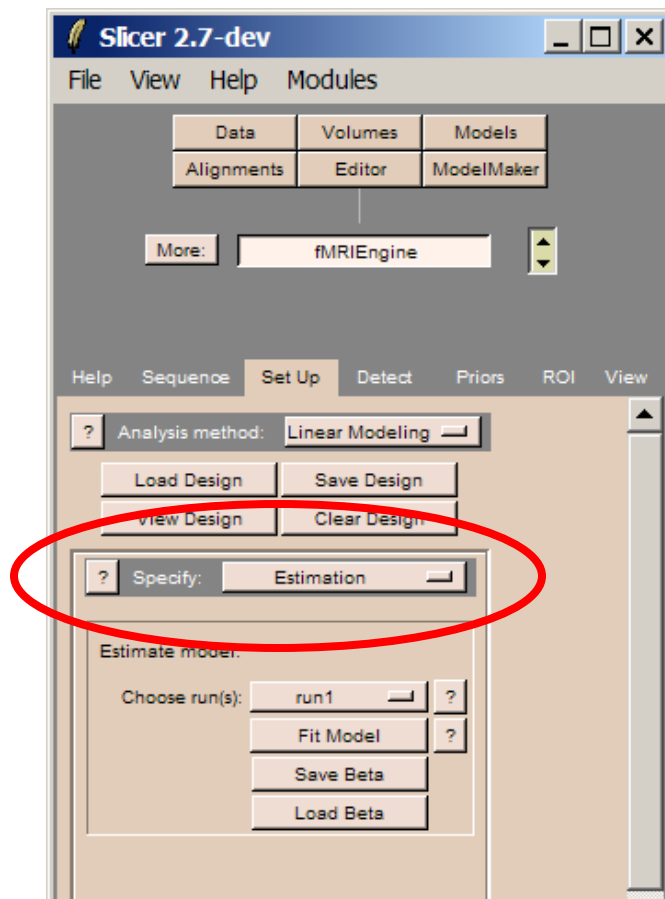 Slicer 2.7-dev
File View Help Modules
Data Volumes Models
Alignments Editor ModelMaker
More: fMRIEngine
Help Sequence Set Up Detect Priors ROI View
? Analysis method: Linear Modeling
Load Design Save Design
View Design Clear Design
? Specify: Estimation
Estimate model:
Choose run(s): run1 ?
Fit Model ?
Save Beta
Load Beta